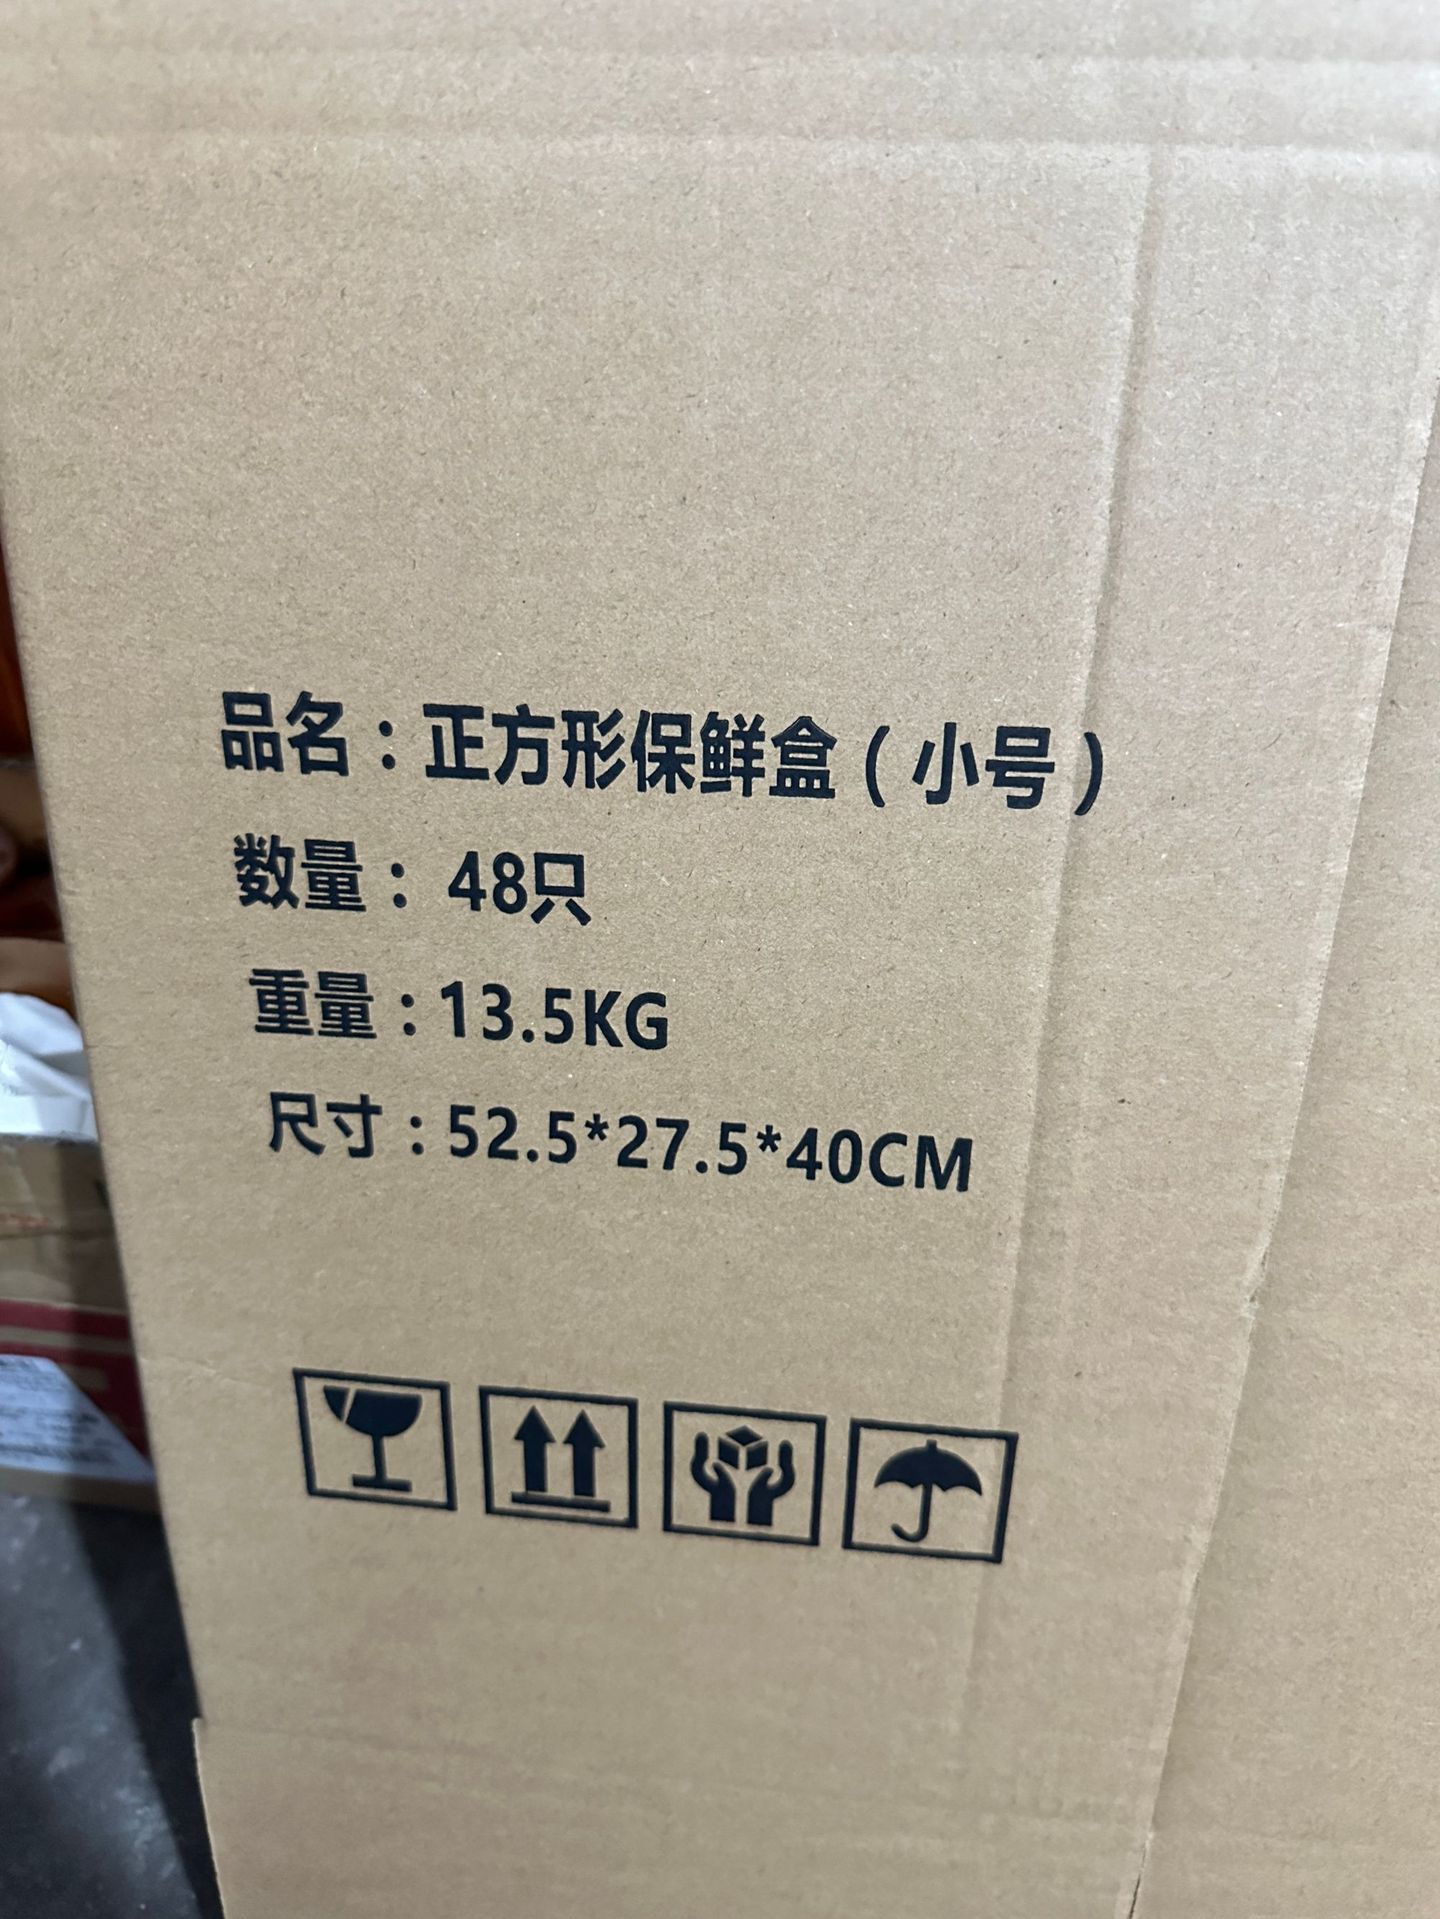 品名：正方形保鲜盒（小号）
数量：48只
重量：13.5KG
尺寸：52.5*27.5*40CM